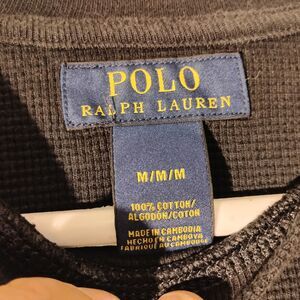 POLO
RALPH LAUREN
M/M/M
100% COTTON/
ALGODÓN/COTON
MADE IN CAMBODIA
HECHO EN CAMBOYA
FABRIQUÉ AU CAMBODGE